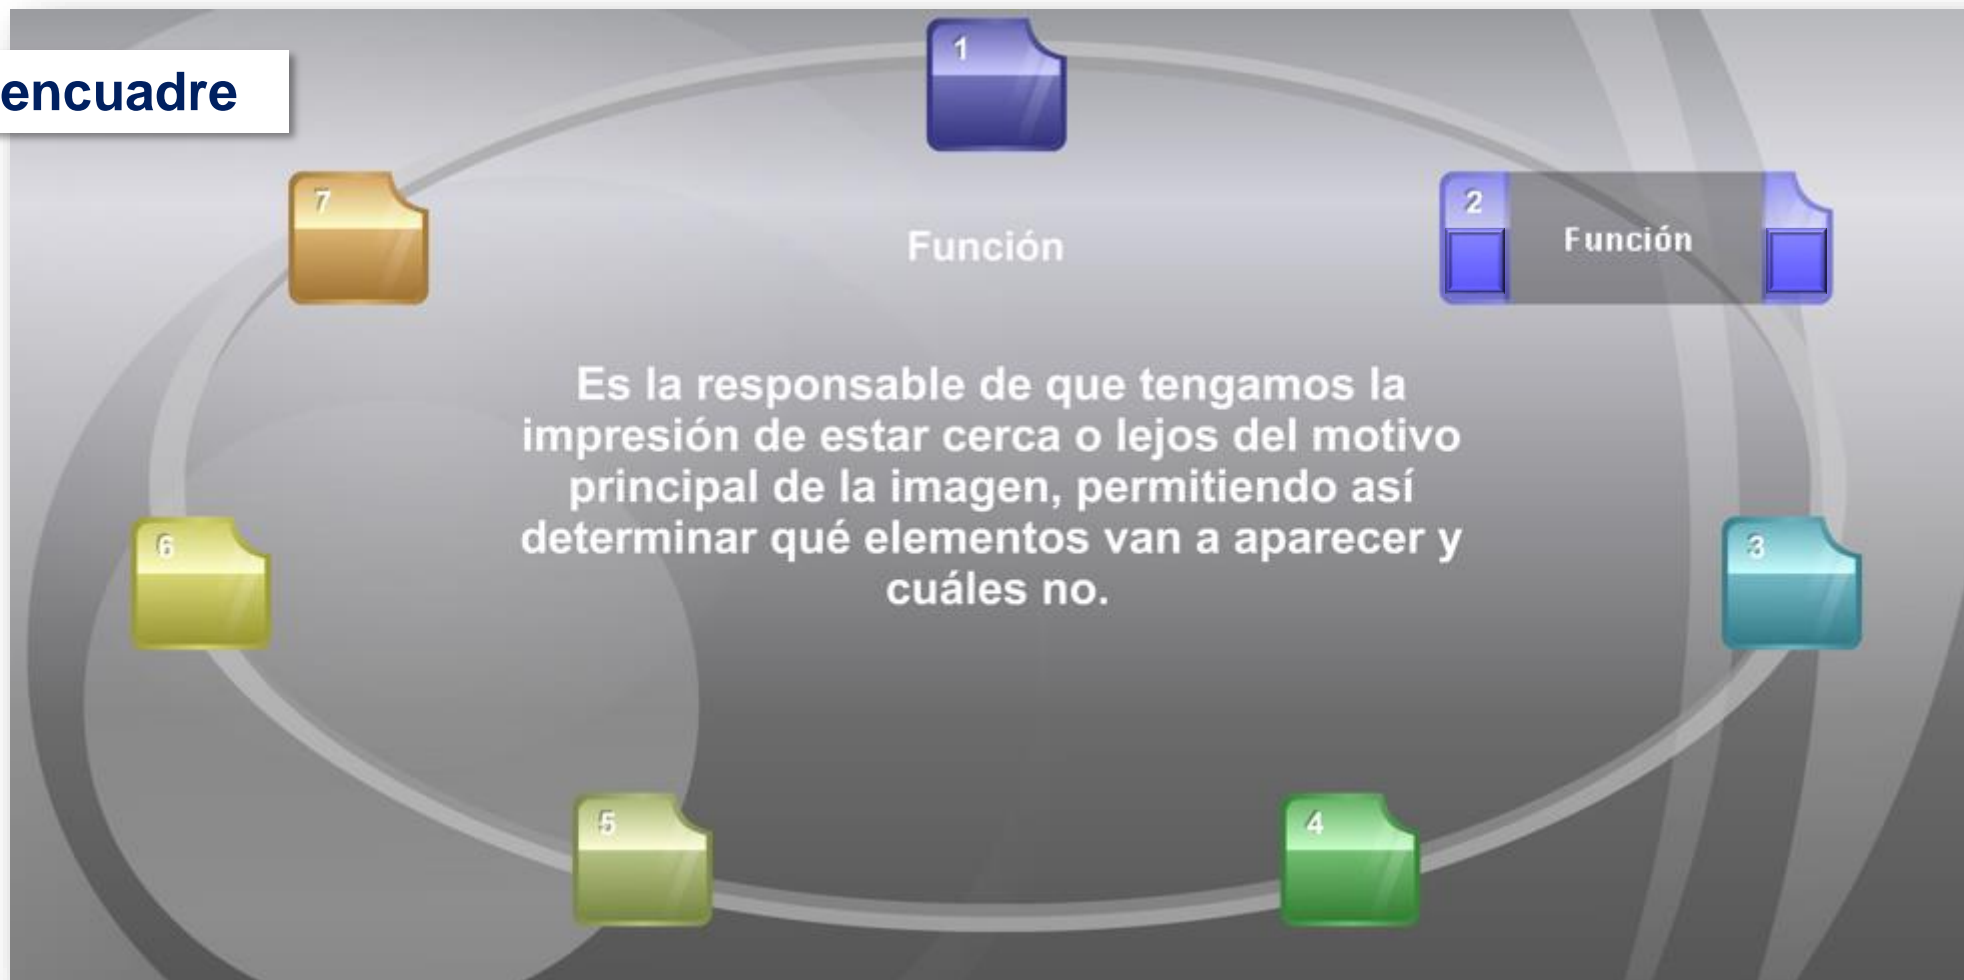 encuadre
1
7
2
Función
Función
Es la responsable de que tengamos la
impresión de estar cerca o lejos del motivo
principal de la imagen, permitiendo así
determinar qué elementos van a aparecer y
cuáles no.
6
3
5
4